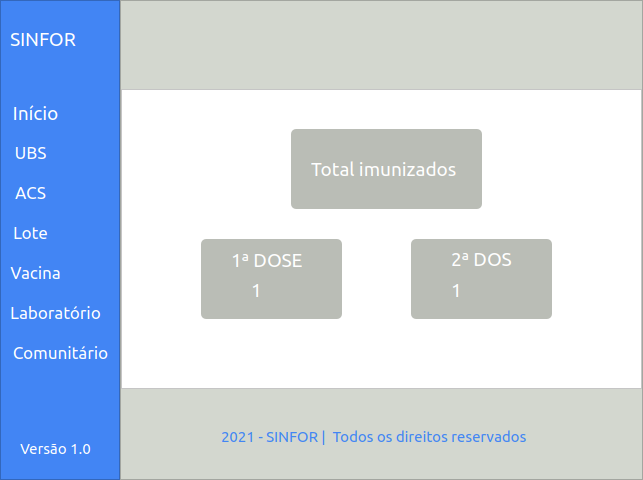 SINFOR
Início
UBS
ACS
Lote
Vacina
Laboratório
Comunitário
Versão 1.0
Total imunizados
1ª DOSE
1
2ª DOS
1
2021 - SINFOR | Todos os direitos reservados